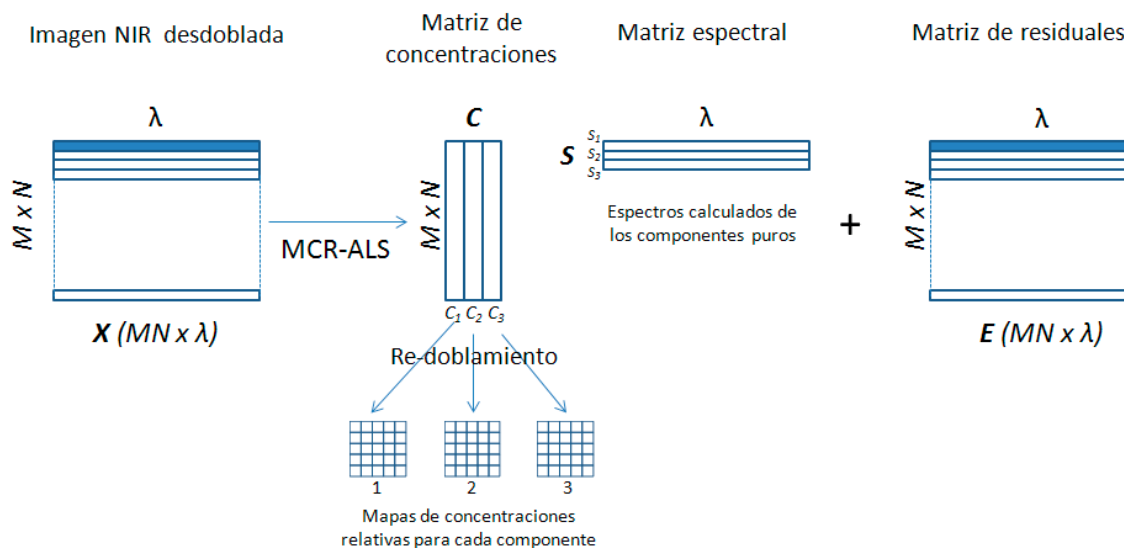 Imagen NIR desdoblada
Matriz de
concentraciones
Matriz espectral
Matriz de residuales
λ
M x N
X (MN x λ)
MCR-ALS
C
M x N
C1 C2 C3
λ
S
S1
S2
S3
Espectros calculados de
los componentes puros
+
λ
M x N
E (MN x λ)
Re-doblamiento
1
2
3
Mapas de concentraciones
relativas para cada componente